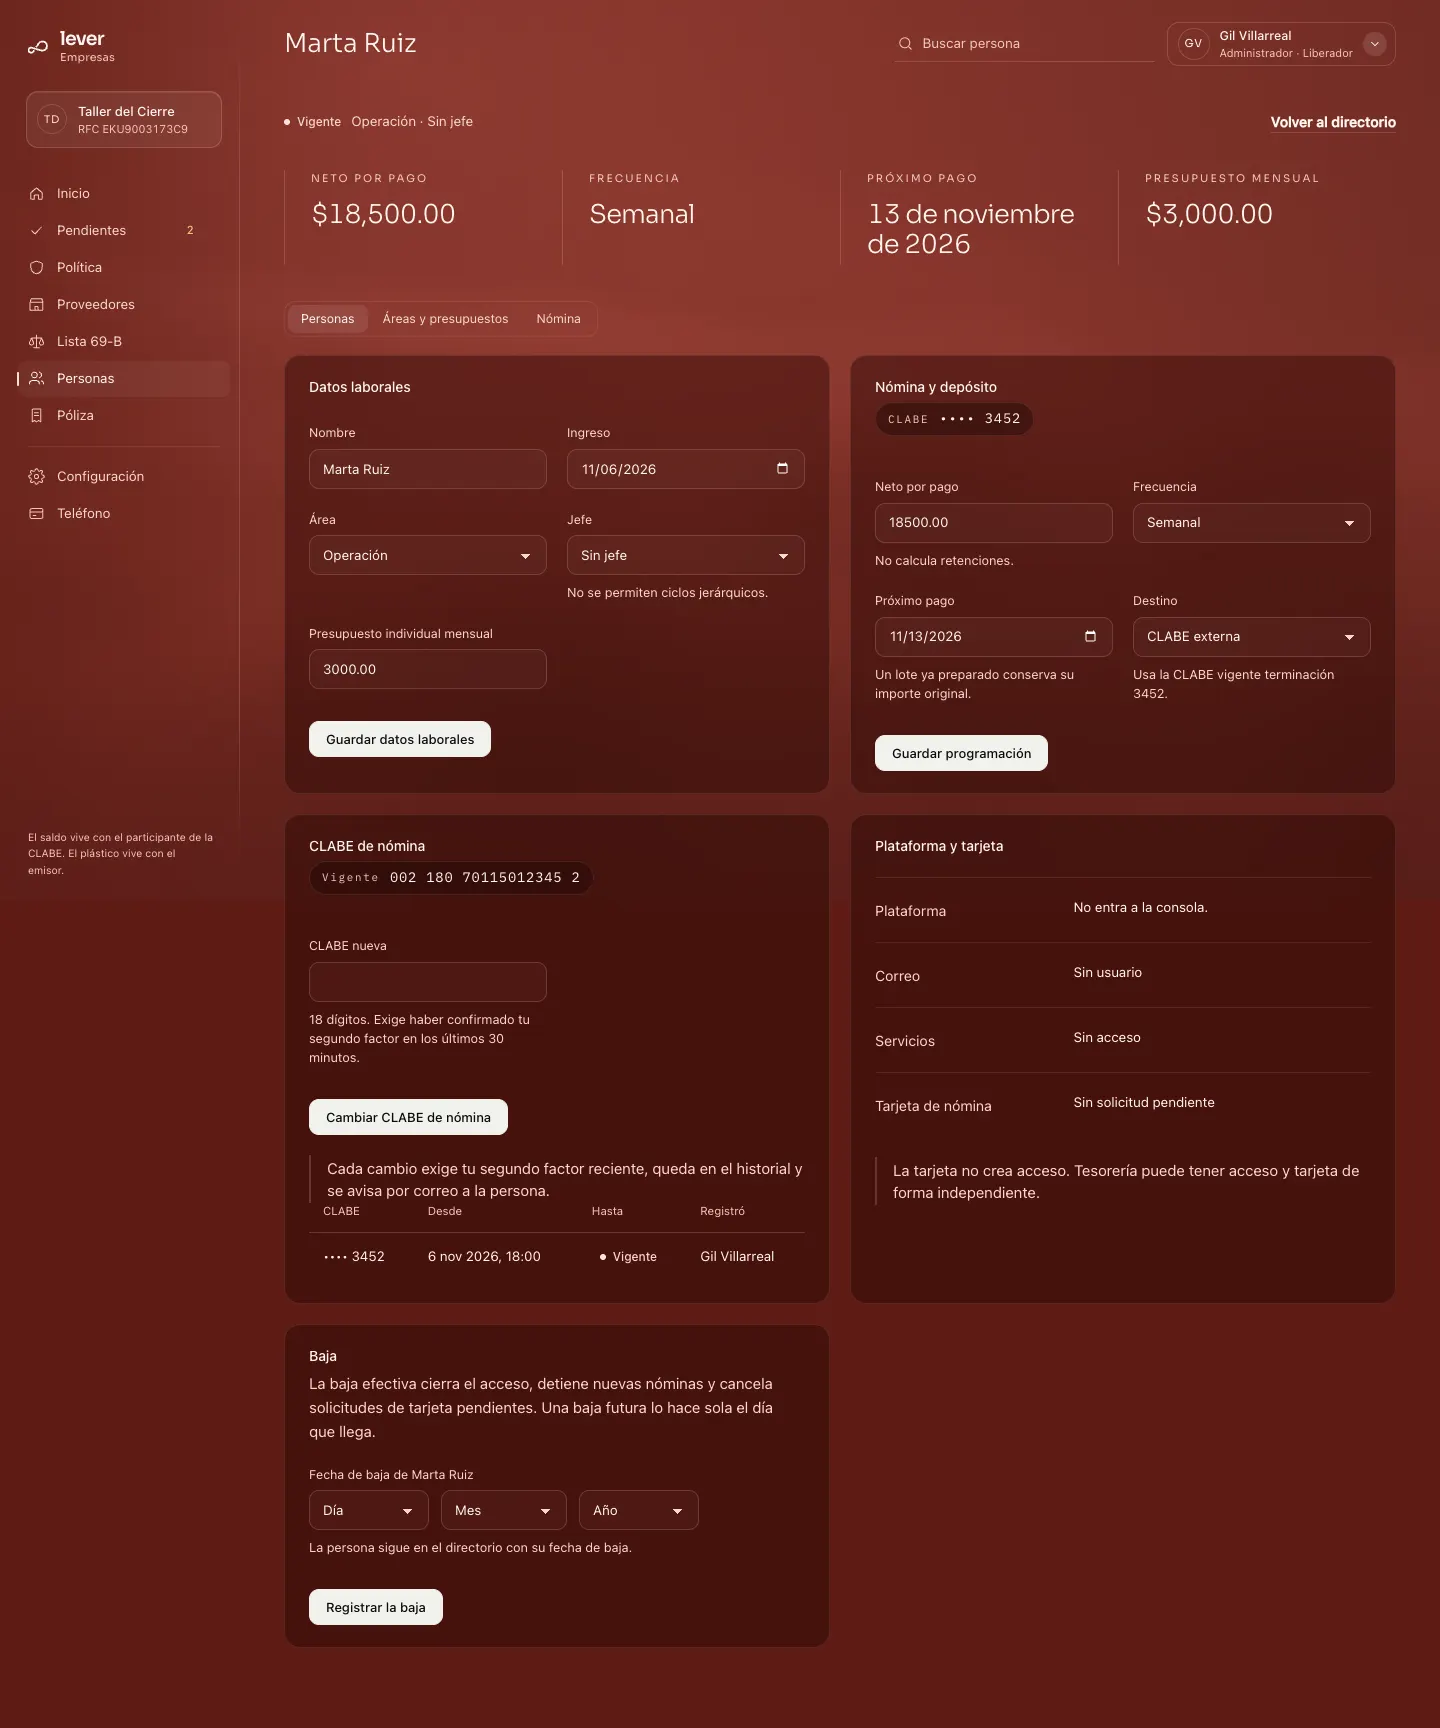 lever
Empresas
TD
Taller del Cierre
RFC EKU9003173C9
Inicio
Pendientes 2
Política
Proveedores
Lista 69-B
Personas
Póliza
Configuración
Teléfono
El saldo vive con el participante de la
CLABE. El plástico vive con el
emisor.
Marta Ruiz
Buscar persona
GV
Gil Villarreal
Administrador · Liberador
Vigente Operación · Sin jefe
Volver al directorio
NETO POR PAGO
$18,500.00
FRECUENCIA
Semanal
PRÓXIMO PAGO
13 de noviembre
de 2026
PRESUPUESTO MENSUAL
$3,000.00
Personas Áreas y presupuestos Nómina
Datos laborales
Nombre
Marta Ruiz
Ingreso
11/06/2026
Área
Operación
Jefe
Sin jefe
No se permiten ciclos jerárquicos.
Presupuesto individual mensual
3000.00
Guardar datos laborales
Nómina y depósito
CLABE •••• 3452
Neto por pago
18500.00
No calcula retenciones.
Frecuencia
Semanal
Próximo pago
11/13/2026
Un lote ya preparado conserva su
importe original.
Destino
CLABE externa
Usa la CLABE vigente terminación
3452.
Guardar programación
CLABE de nómina
Vigente 002 180 70115012345 2
CLABE nueva
18 dígitos. Exige haber confirmado tu
segundo factor en los últimos 30
minutos.
Cambiar CLABE de nómina
Cada cambio exige tu segundo factor reciente, queda en el historial y
se avisa por correo a la persona.
CLABE Desde Hasta Registró
•••• 3452 6 nov 2026, 18:00 Vigente Gil Villarreal
Plataforma y tarjeta
Plataforma No entra a la consola.
Correo Sin usuario
Servicios Sin acceso
Tarjeta de nómina Sin solicitud pendiente
La tarjeta no crea acceso. Tesorería puede tener acceso y tarjeta de
forma independiente.
Baja
La baja efectiva cierra el acceso, detiene nuevas nóminas y cancela
solicitudes de tarjeta pendientes. Una baja futura lo hace sola el día
que llega.
Fecha de baja de Marta Ruiz
Día Mes Año
La persona sigue en el directorio con su fecha de baja.
Registrar la baja